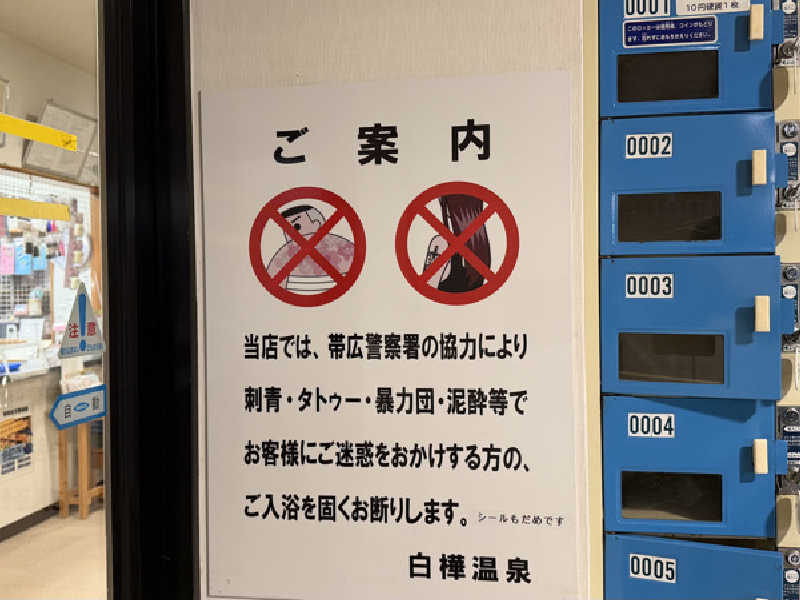 ご案内
当店では、帯広警察署の協力により
刺青・タトゥー・暴力団・泥酔等で
お客様にご迷惑をおかけする方の、
ご入浴を固くお断りします。シールもだめです
白樺温泉
注意
自動
0001
10円硬貨1枚
0002
0003
0004
0005